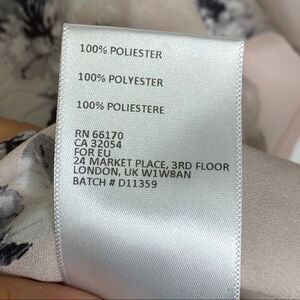 100% POLIESTER
100% POLYESTER
100% POLIESTERE
RN 66170
CA 32054
FOR EU
24 MARKET PLACE, 3RD FLOOR
LONDON, UK W1W8AN
BATCH # D11359